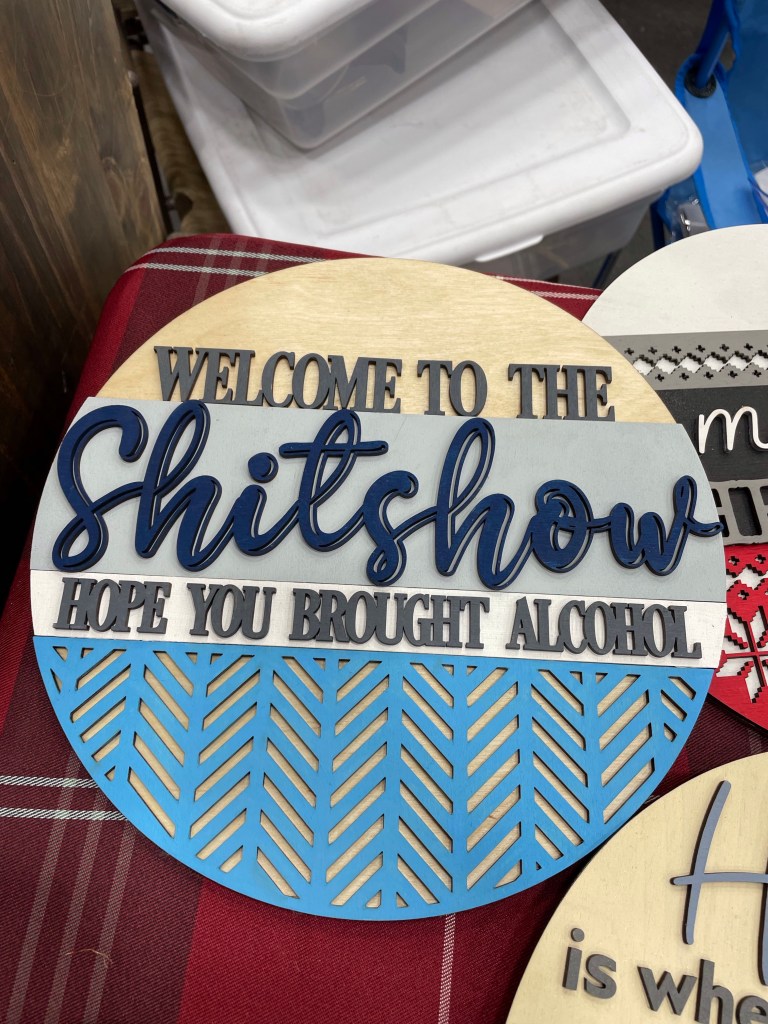 WELCOME TO THE
Shitshow
HOPE YOU BROUGHT ALCOHOL
m
H
is whe